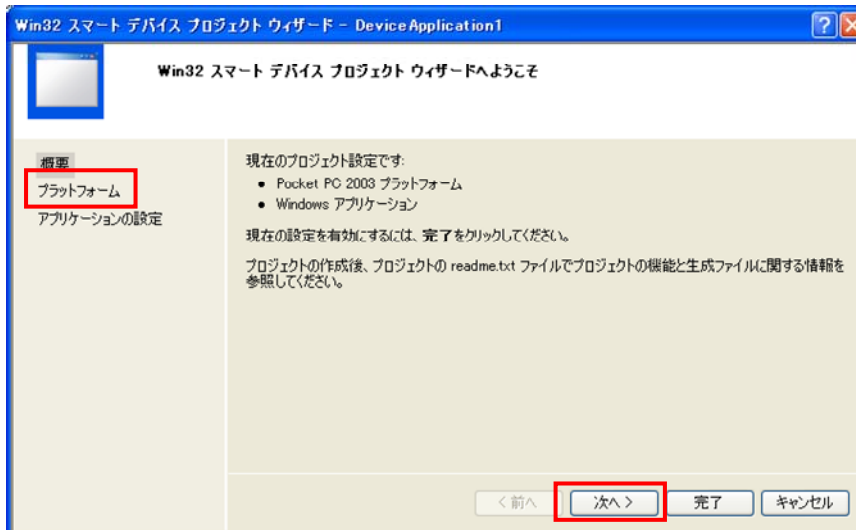 Win32 スマート デバイス プロジェクト ウィザード - DeviceApplication1
Win32 スマート デバイス プロジェクト ウィザードへようこそ
概要
プラットフォーム
アプリケーションの設定
現在のプロジェクト設定です:
• Pocket PC 2003 プラットフォーム
• Windows アプリケーション
現在の設定を有効にするには、完了をクリックしてください。
プロジェクトの作成後、プロジェクトの readme.txt ファイルでプロジェクトの機能と生成ファイルに関する情報を
参照してください。
< 前へ
次へ >
完了
キャンセル